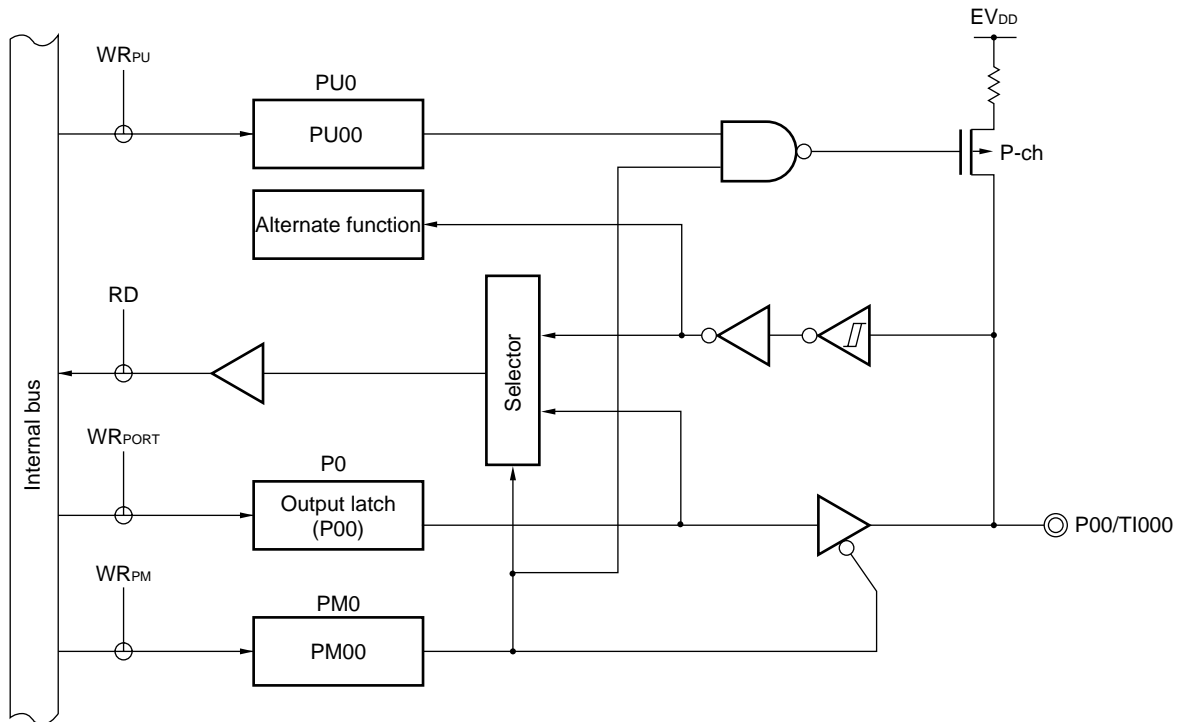 EVDD
WRPU
PU0
PU00
P-ch
Alternate function
RD
Selector
Internal bus
WRPORT
P0
Output latch
(P00)
P00/TI000
WRPM
PM0
PM00